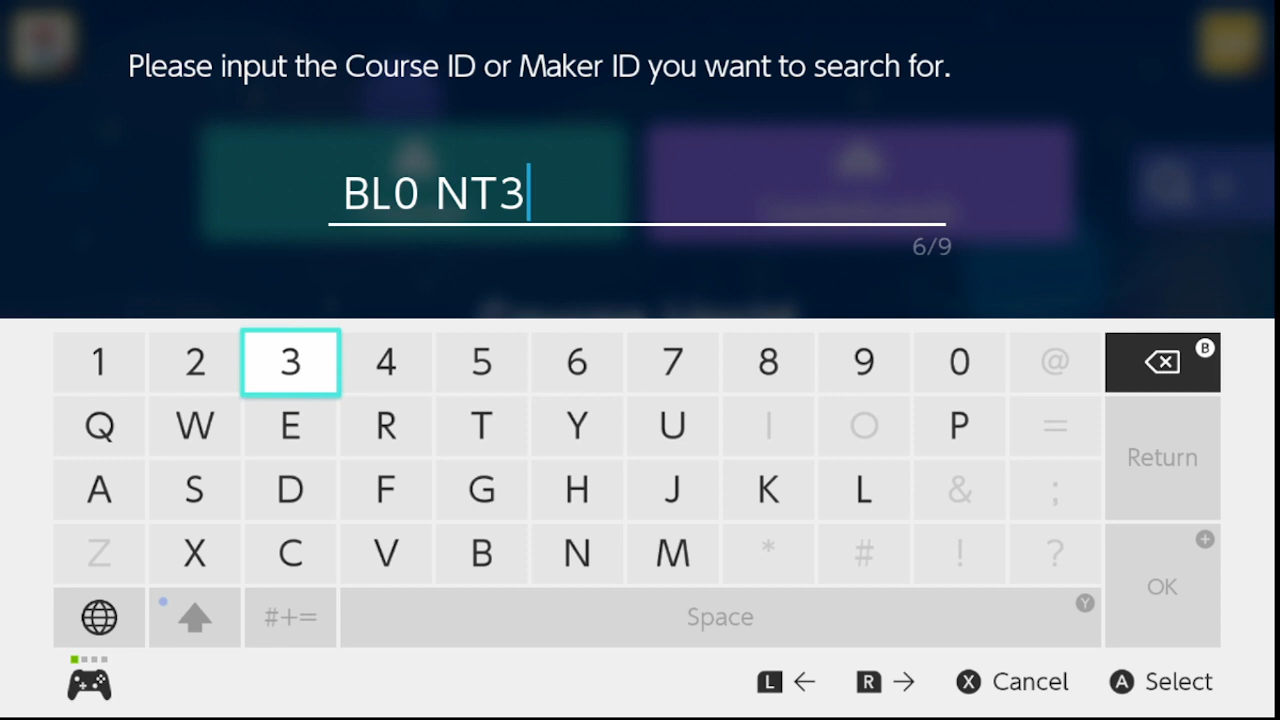 Please input the Course ID or Maker ID you want to search for.
BL0 NT3
6/9
1 2 3 4 5 6 7 8 9 0 @ B
Q W E R T Y U I O P = Return
A S D F G H J K L & ;
Z X C V B N M * # ! ? + OK
#+= Space Y
L ← R → X Cancel A Select